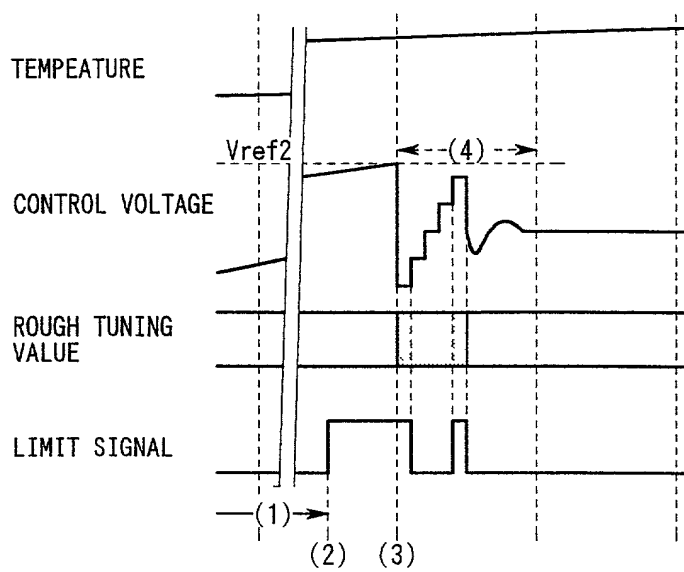 TEMPEATURE
Vref2
(4)
CONTROL VOLTAGE
ROUGH TUNING
VALUE
LIMIT SIGNAL
(1)
(2)
(3)